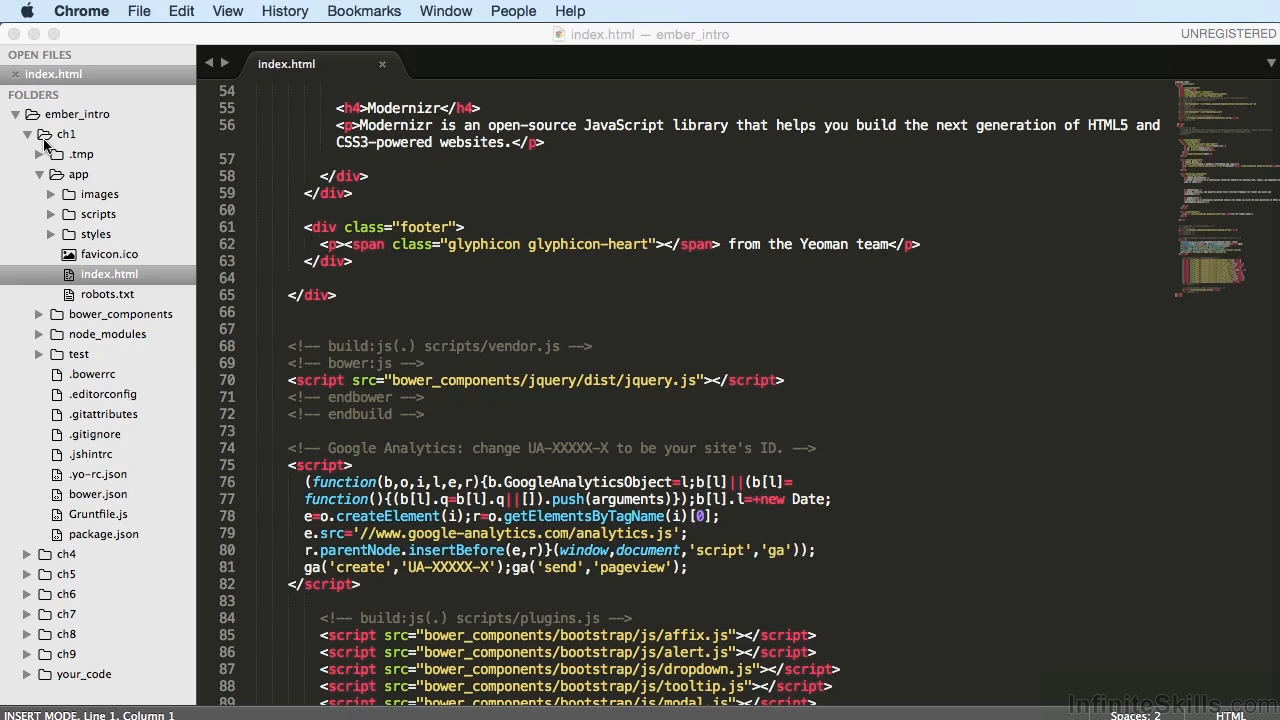 Chrome File Edit View History Bookmarks Window People Help
index.html — ember_intro
UNREGISTERED
OPEN FILES
index.html
FOLDERS
ember_intro
ch1
.tmp
app
images
scripts
styles
favicon.ico
index.html
robots.txt
bower_components
node_modules
test
.bowerrc
.editorconfig
.gitattributes
.gitignore
.jshintrc
.yo-rc.json
bower.json
Gruntfile.js
package.json
ch4
ch5
ch6
ch7
ch8
ch9
your_code
index.html
54
55 <h4>Modernizr</h4>
56 <p>Modernizr is an open-source JavaScript library that helps you build the next generation of HTML5 and
CSS3-powered websites.</p>
57
58 </div>
59 </div>
60
61 <div class="footer">
62 <p><span class="glyphicon glyphicon-heart"></span> from the Yeoman team</p>
63 </div>
64
65 </div>
66
67
68 <!-- build:js(.) scripts/vendor.js -->
69 <!-- bower:js -->
70 <script src="bower_components/jquery/dist/jquery.js"></script>
71 <!-- endbower -->
72 <!-- endbuild -->
73
74 <!-- Google Analytics: change UA-XXXXX-X to be your site's ID. -->
75 <script>
76 (function(b,o,i,l,e,r){b.GoogleAnalyticsObject=l;b[l]||(b[l]=
77 function(){(b[l].q=b[l].q||[]).push(arguments)});b[l].l=+new Date;
78 e=o.createElement(i);r=o.getElementsByTagName(i)[0];
79 e.src='//www.google-analytics.com/analytics.js';
80 r.parentNode.insertBefore(e,r)}(window,document,'script','ga'));
81 ga('create','UA-XXXXX-X');ga('send','pageview');
82 </script>
83
84 <!-- build:js(.) scripts/plugins.js -->
85 <script src="bower_components/bootstrap/js/affix.js"></script>
86 <script src="bower_components/bootstrap/js/alert.js"></script>
87 <script src="bower_components/bootstrap/js/dropdown.js"></script>
88 <script src="bower_components/bootstrap/js/tooltip.js"></script>
89 <script src="bower_components/bootstrap/js/modal.js"></script>
InfiniteSkills.com
INSERT MODE, Line 1, Column 1
Spaces: 2
HTML